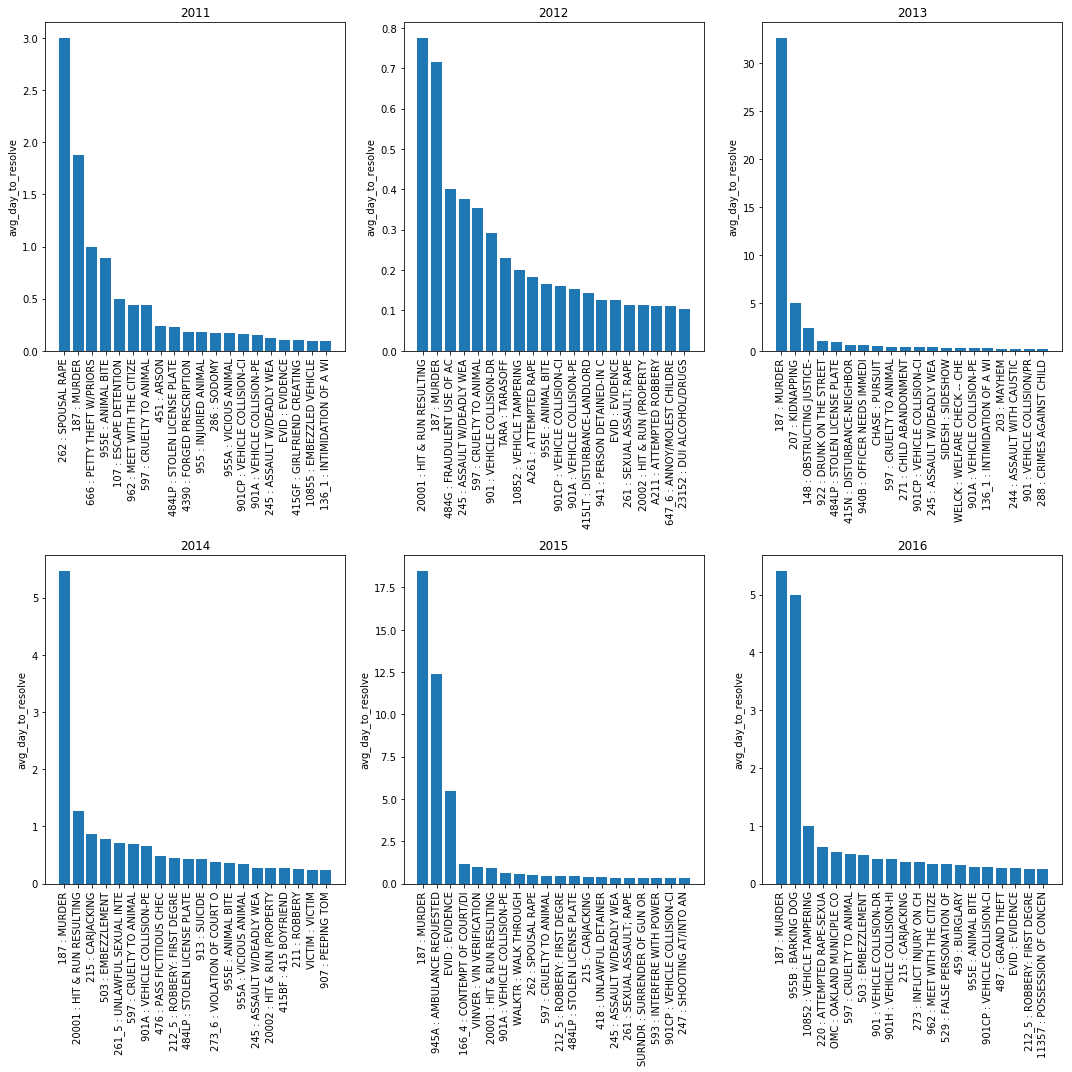 2011
avg_day_to_resolve
3.0
2.5
2.0
1.5
1.0
0.5
0.0
262 : SPOUSAL RAPE
187 : MURDER
666 : PETTY THEFT W/PRIORS
955E : ANIMAL BITE
107 : ESCAPE DETENTION
962 : MEET WITH THE CITIZE
597 : CRUELTY TO ANIMAL
451 : ARSON
484LP : STOLEN LICENSE PLATE
4390 : FORGED PRESCRIPTION
955 : INJURIED ANIMAL
286 : SODOMY
955A : VICIOUS ANIMAL
901CP : VEHICLE COLLISION-CI
901A : VEHICLE COLLISION-PE
245 : ASSAULT W/DEADLY WEA
EVID : EVIDENCE
415GF : GIRLFRIEND CREATING
10855 : EMBEZZLED VEHICLE
136_1 : INTIMIDATION OF A WI
2012
avg_day_to_resolve
0.8
0.7
0.6
0.5
0.4
0.3
0.2
0.1
0.0
20001 : HIT & RUN RESULTING
187 : MURDER
484G : FRAUDULENT USE OF AC
245 : ASSAULT W/DEADLY WEA
597 : CRUELTY TO ANIMAL
901 : VEHICLE COLLISION-DR
TARA : TARASOFF
10852 : VEHICLE TAMPERING
A261 : ATTEMPTED RAPE
955E : ANIMAL BITE
901CP : VEHICLE COLLISION-CI
901A : VEHICLE COLLISION-PE
415LT : DISTURBANCE-LANDLORD
941 : PERSON DETAINED-IN C
EVID : EVIDENCE
261 : SEXUAL ASSAULT: RAPE
20002 : HIT & RUN (PROPERTY
A211 : ATTEMPTED ROBBERY
647_6 : ANNOY/MOLEST CHILDRE
23152 : DUI ALCOHOL/DRUGS
2013
avg_day_to_resolve
30
25
20
15
10
5
0
187 : MURDER
207 : KIDNAPPING
148 : OBSTRUCTING JUSTICE-
922 : DRUNK ON THE STREET
484LP : STOLEN LICENSE PLATE
415N : DISTURBANCE-NEIGHBOR
940B : OFFICER NEEDS IMMEDI
CHASE : PURSUIT
597 : CRUELTY TO ANIMAL
271 : CHILD ABANDONMENT
901CP : VEHICLE COLLISION-CI
245 : ASSAULT W/DEADLY WEA
SIDESH : SIDESHOW
WELCK : WELFARE CHECK -- CHE
901A : VEHICLE COLLISION-PE
136_1 : INTIMIDATION OF A WI
203 : MAYHEM
244 : ASSAULT WITH CAUSTIC
901 : VEHICLE COLLISION/PR
288 : CRIMES AGAINST CHILD
2014
avg_day_to_resolve
5
4
3
2
1
0
187 : MURDER
20001 : HIT & RUN RESULTING
215 : CARJACKING
503 : EMBEZZLEMENT
261_5 : UNLAWFUL SEXUAL INTE
597 : CRUELTY TO ANIMAL
901A : VEHICLE COLLISION-PE
476 : PASS FICTITIOUS CHEC
212_5 : ROBBERY: FIRST DEGRE
484LP : STOLEN LICENSE PLATE
913 : SUICIDE
273_6 : VIOLATION OF COURT O
955E : ANIMAL BITE
955A : VICIOUS ANIMAL
245 : ASSAULT W/DEADLY WEA
20002 : HIT & RUN (PROPERTY
415BF : 415 BOYFRIEND
211 : ROBBERY
VICTIM : VICTIM
907 : PEEPING TOM
2015
avg_day_to_resolve
17.5
15.0
12.5
10.0
7.5
5.0
2.5
0.0
187 : MURDER
945A : AMBULANCE REQUESTED
EVID : EVIDENCE
166_4 : CONTEMPT OF COURT/DI
VINVER : VIN VERIFICATION
20001 : HIT & RUN RESULTING
901A : VEHICLE COLLISION-PE
WALKTR : WALK THROUGH
262 : SPOUSAL RAPE
597 : CRUELTY TO ANIMAL
212_5 : ROBBERY: FIRST DEGRE
484LP : STOLEN LICENSE PLATE
215 : CARJACKING
418 : UNLAWFUL DETAINER
245 : ASSAULT W/DEADLY WEA
261 : SEXUAL ASSAULT: RAPE
SURNDR : SURRENDER OF GUN OR
593 : INTERFERE WITH POWER
901CP : VEHICLE COLLISION-CI
247 : SHOOTING AT/INTO AN
2016
avg_day_to_resolve
5
4
3
2
1
0
187 : MURDER
955B : BARKING DOG
10852 : VEHICLE TAMPERING
220 : ATTEMPTED RAPE-SEXUA
OMC : OAKLAND MUNICIPLE CO
597 : CRUELTY TO ANIMAL
503 : EMBEZZLEMENT
901 : VEHICLE COLLISION-DR
901H : VEHICLE COLLISION-HI
215 : CARJACKING
273 : INFLICT INJURY ON CH
962 : MEET WITH THE CITIZE
529 : FALSE PERSONATION OF
459 : BURGLARY
955E : ANIMAL BITE
901CP : VEHICLE COLLISION-CI
487 : GRAND THEFT
EVID : EVIDENCE
212_5 : ROBBERY: FIRST DEGRE
11357 : POSSESSION OF CONCEN